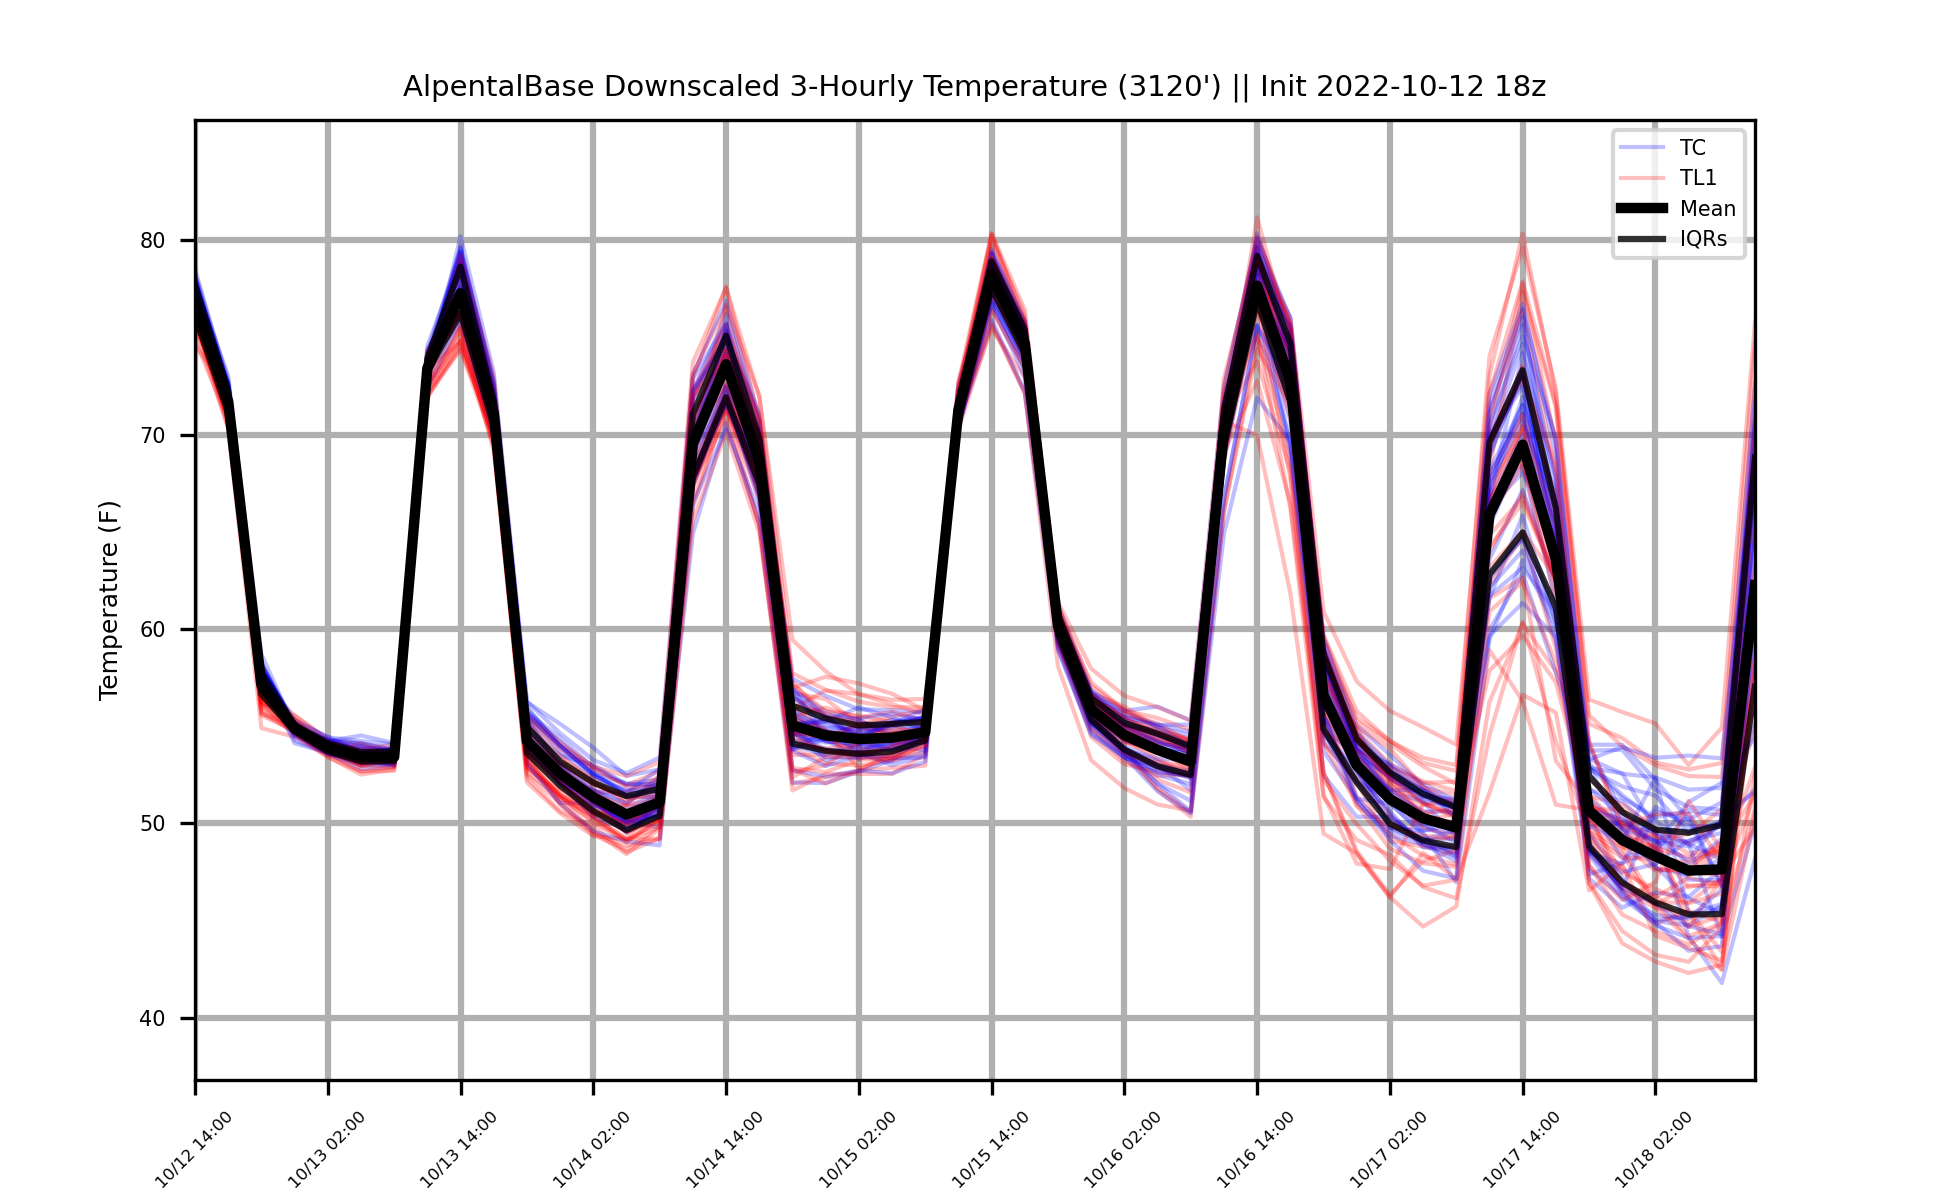 AlpentalBase Downscaled 3-Hourly Temperature (3120') || Init 2022-10-12 18z
TC
TL1
Mean
IQRs
Temperature (F)
80
70
60
50
40
10/12 14:00
10/13 02:00
10/13 14:00
10/14 02:00
10/14 14:00
10/15 02:00
10/15 14:00
10/16 02:00
10/16 14:00
10/17 02:00
10/17 14:00
10/18 02:00